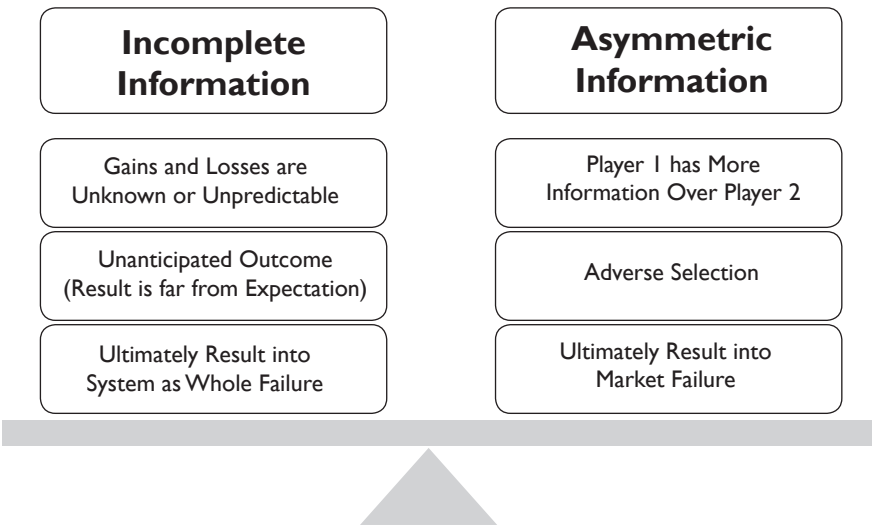 Incomplete
Information
Gains and Losses are
Unknown or Unpredictable
Unanticipated Outcome
(Result is far from Expectation)
Ultimately Result into
System as Whole Failure
Asymmetric
Information
Player 1 has More
Information Over Player 2
Adverse Selection
Ultimately Result into
Market Failure